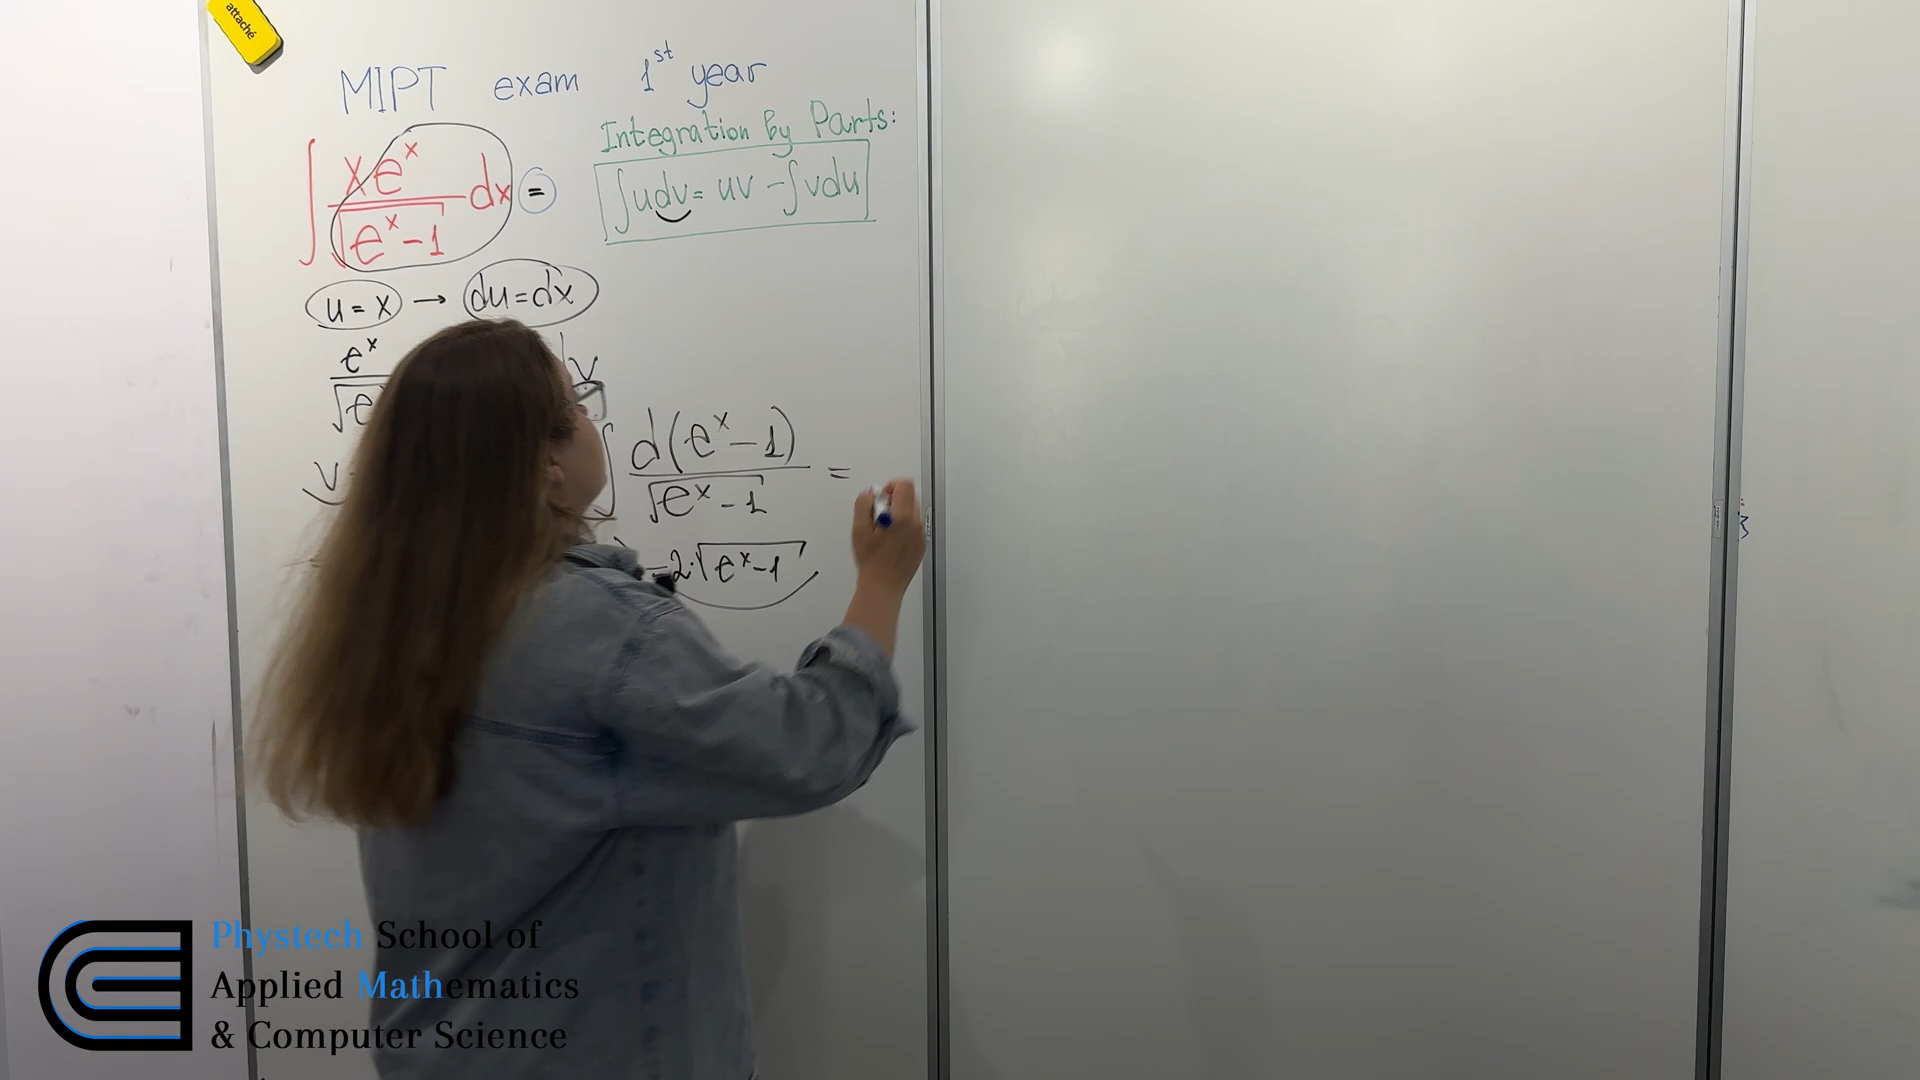 attaché
MIPT exam 1st year
Integration by Parts:
∫ xe^x/√(e^x-1) dx =
∫udv = uv - ∫vdu
u = x → du = dx
e^x
√e
v
v
∫ d(e^x-1)/√(e^x-1) =
=2·√(e^x-1)
Phystech School of
Applied Mathematics
& Computer Science